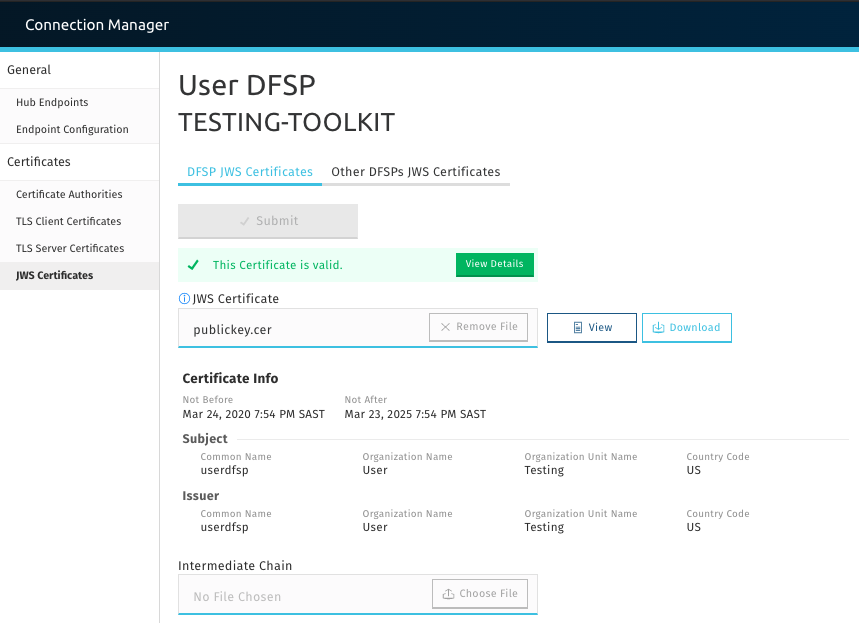 Connection Manager
General
Hub Endpoints
Endpoint Configuration
Certificates
Certificate Authorities
TLS Client Certificates
TLS Server Certificates
JWS Certificates
User DFSP
TESTING-TOOLKIT
DFSP JWS Certificates Other DFSPs JWS Certificates
Submit
This Certificate is valid. View Details
JWS Certificate
publickey.cer Remove File View Download
Certificate Info
Not Before Not After
Mar 24, 2020 7:54 PM SAST Mar 23, 2025 7:54 PM SAST
Subject
Common Name Organization Name Organization Unit Name Country Code
userdfsp User Testing US
Issuer
Common Name Organization Name Organization Unit Name Country Code
userdfsp User Testing US
Intermediate Chain
No File Chosen Choose File